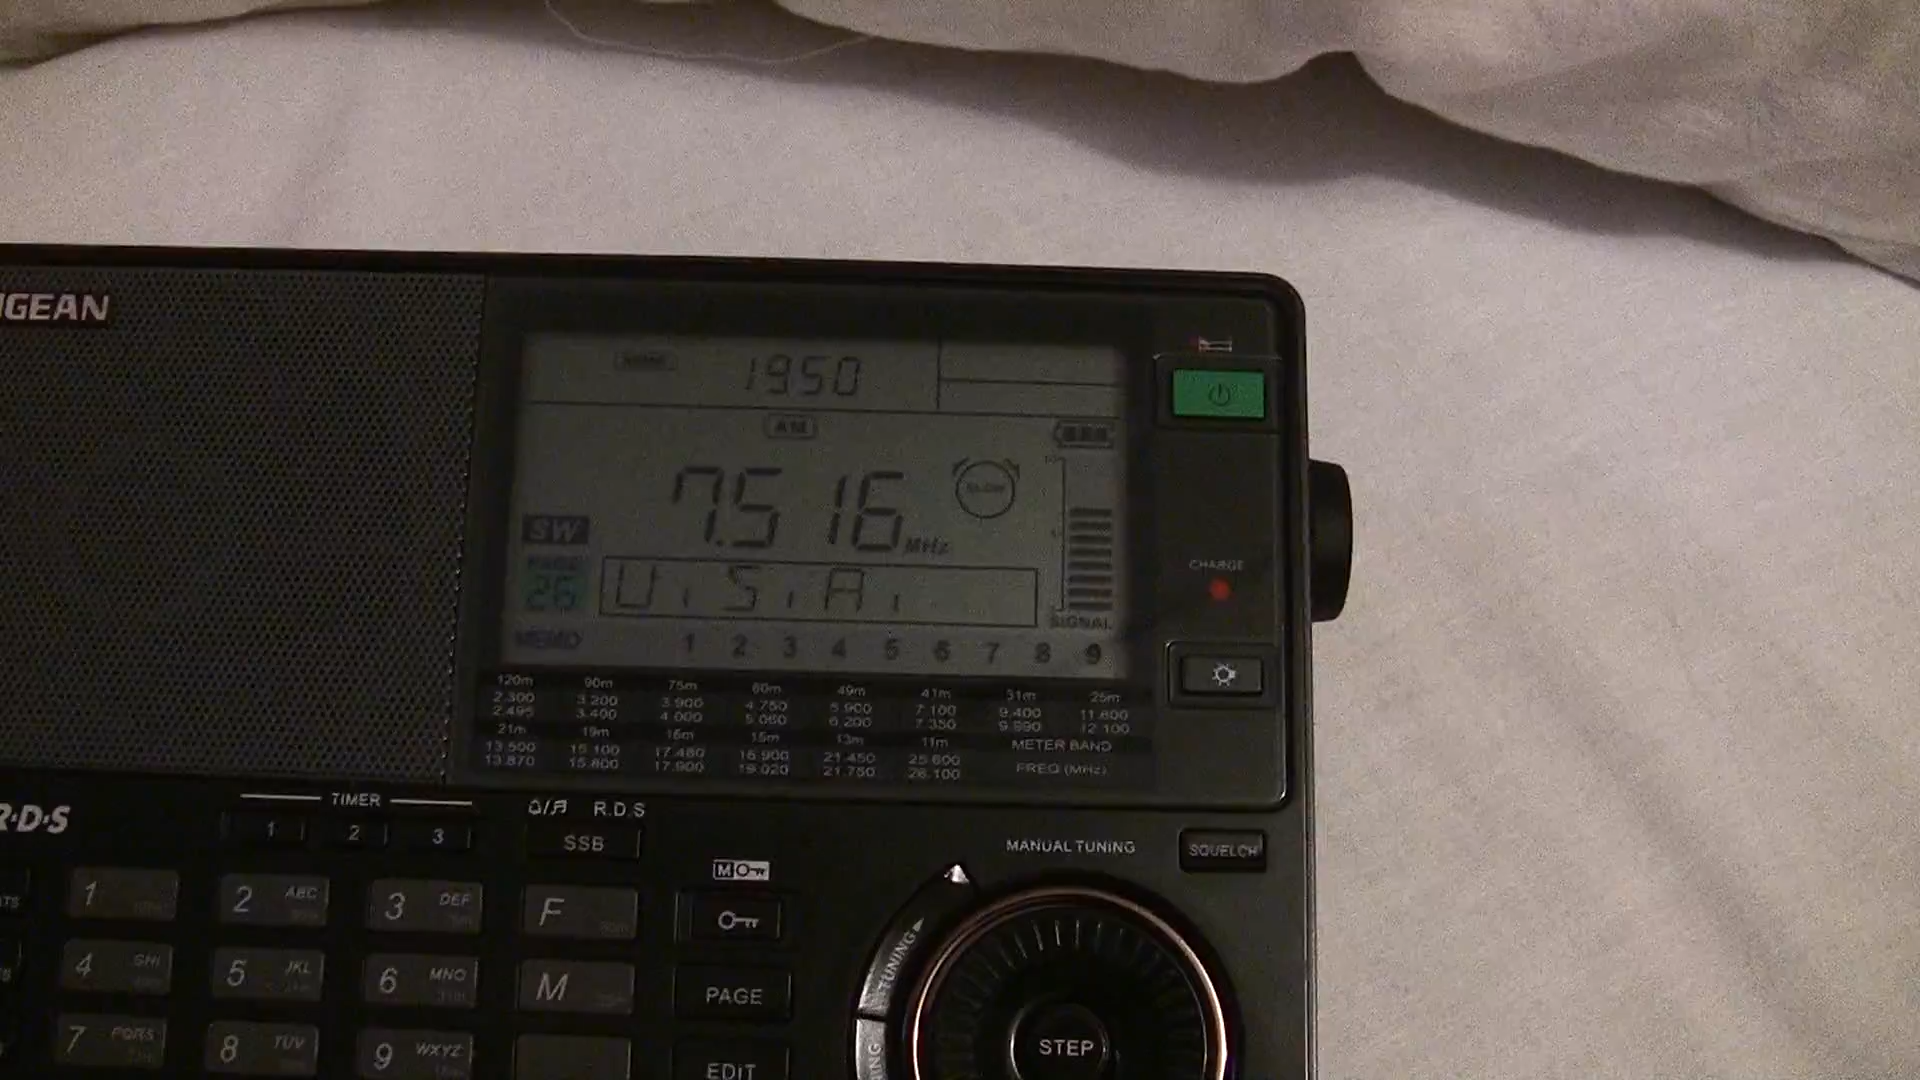 NGEAN
HOME 1950
AM
7.516 MHz
SW
PAGE
26
U.S.A.
MEMO 1 2 3 4 5 6 7 8 9
SIGNAL
CHARGE
120m 90m 75m 60m 49m 41m 31m 25m
2.300 3.200 3.900 4.750 5.900 7.100 9.400 11.600
2.495 3.400 4.000 5.060 6.200 7.350 9.990 12.100
21m 19m 16m 15m 13m 11m METER BAND
13.500 15.100 17.480 18.900 21.450 25.600
13.870 15.800 17.900 19.020 21.750 26.100 FREQ (MHz)
R·D·S
TIMER
1 2 3
R.D.S
SSB
MANUAL TUNING
SQUELCH
1 2 ABC 3 DEF F
4 GHI 5 JKL 6 MNO M
7 PQRS 8 TUV 9 WXYZ
M
PAGE
EDIT
TUNING
STEP